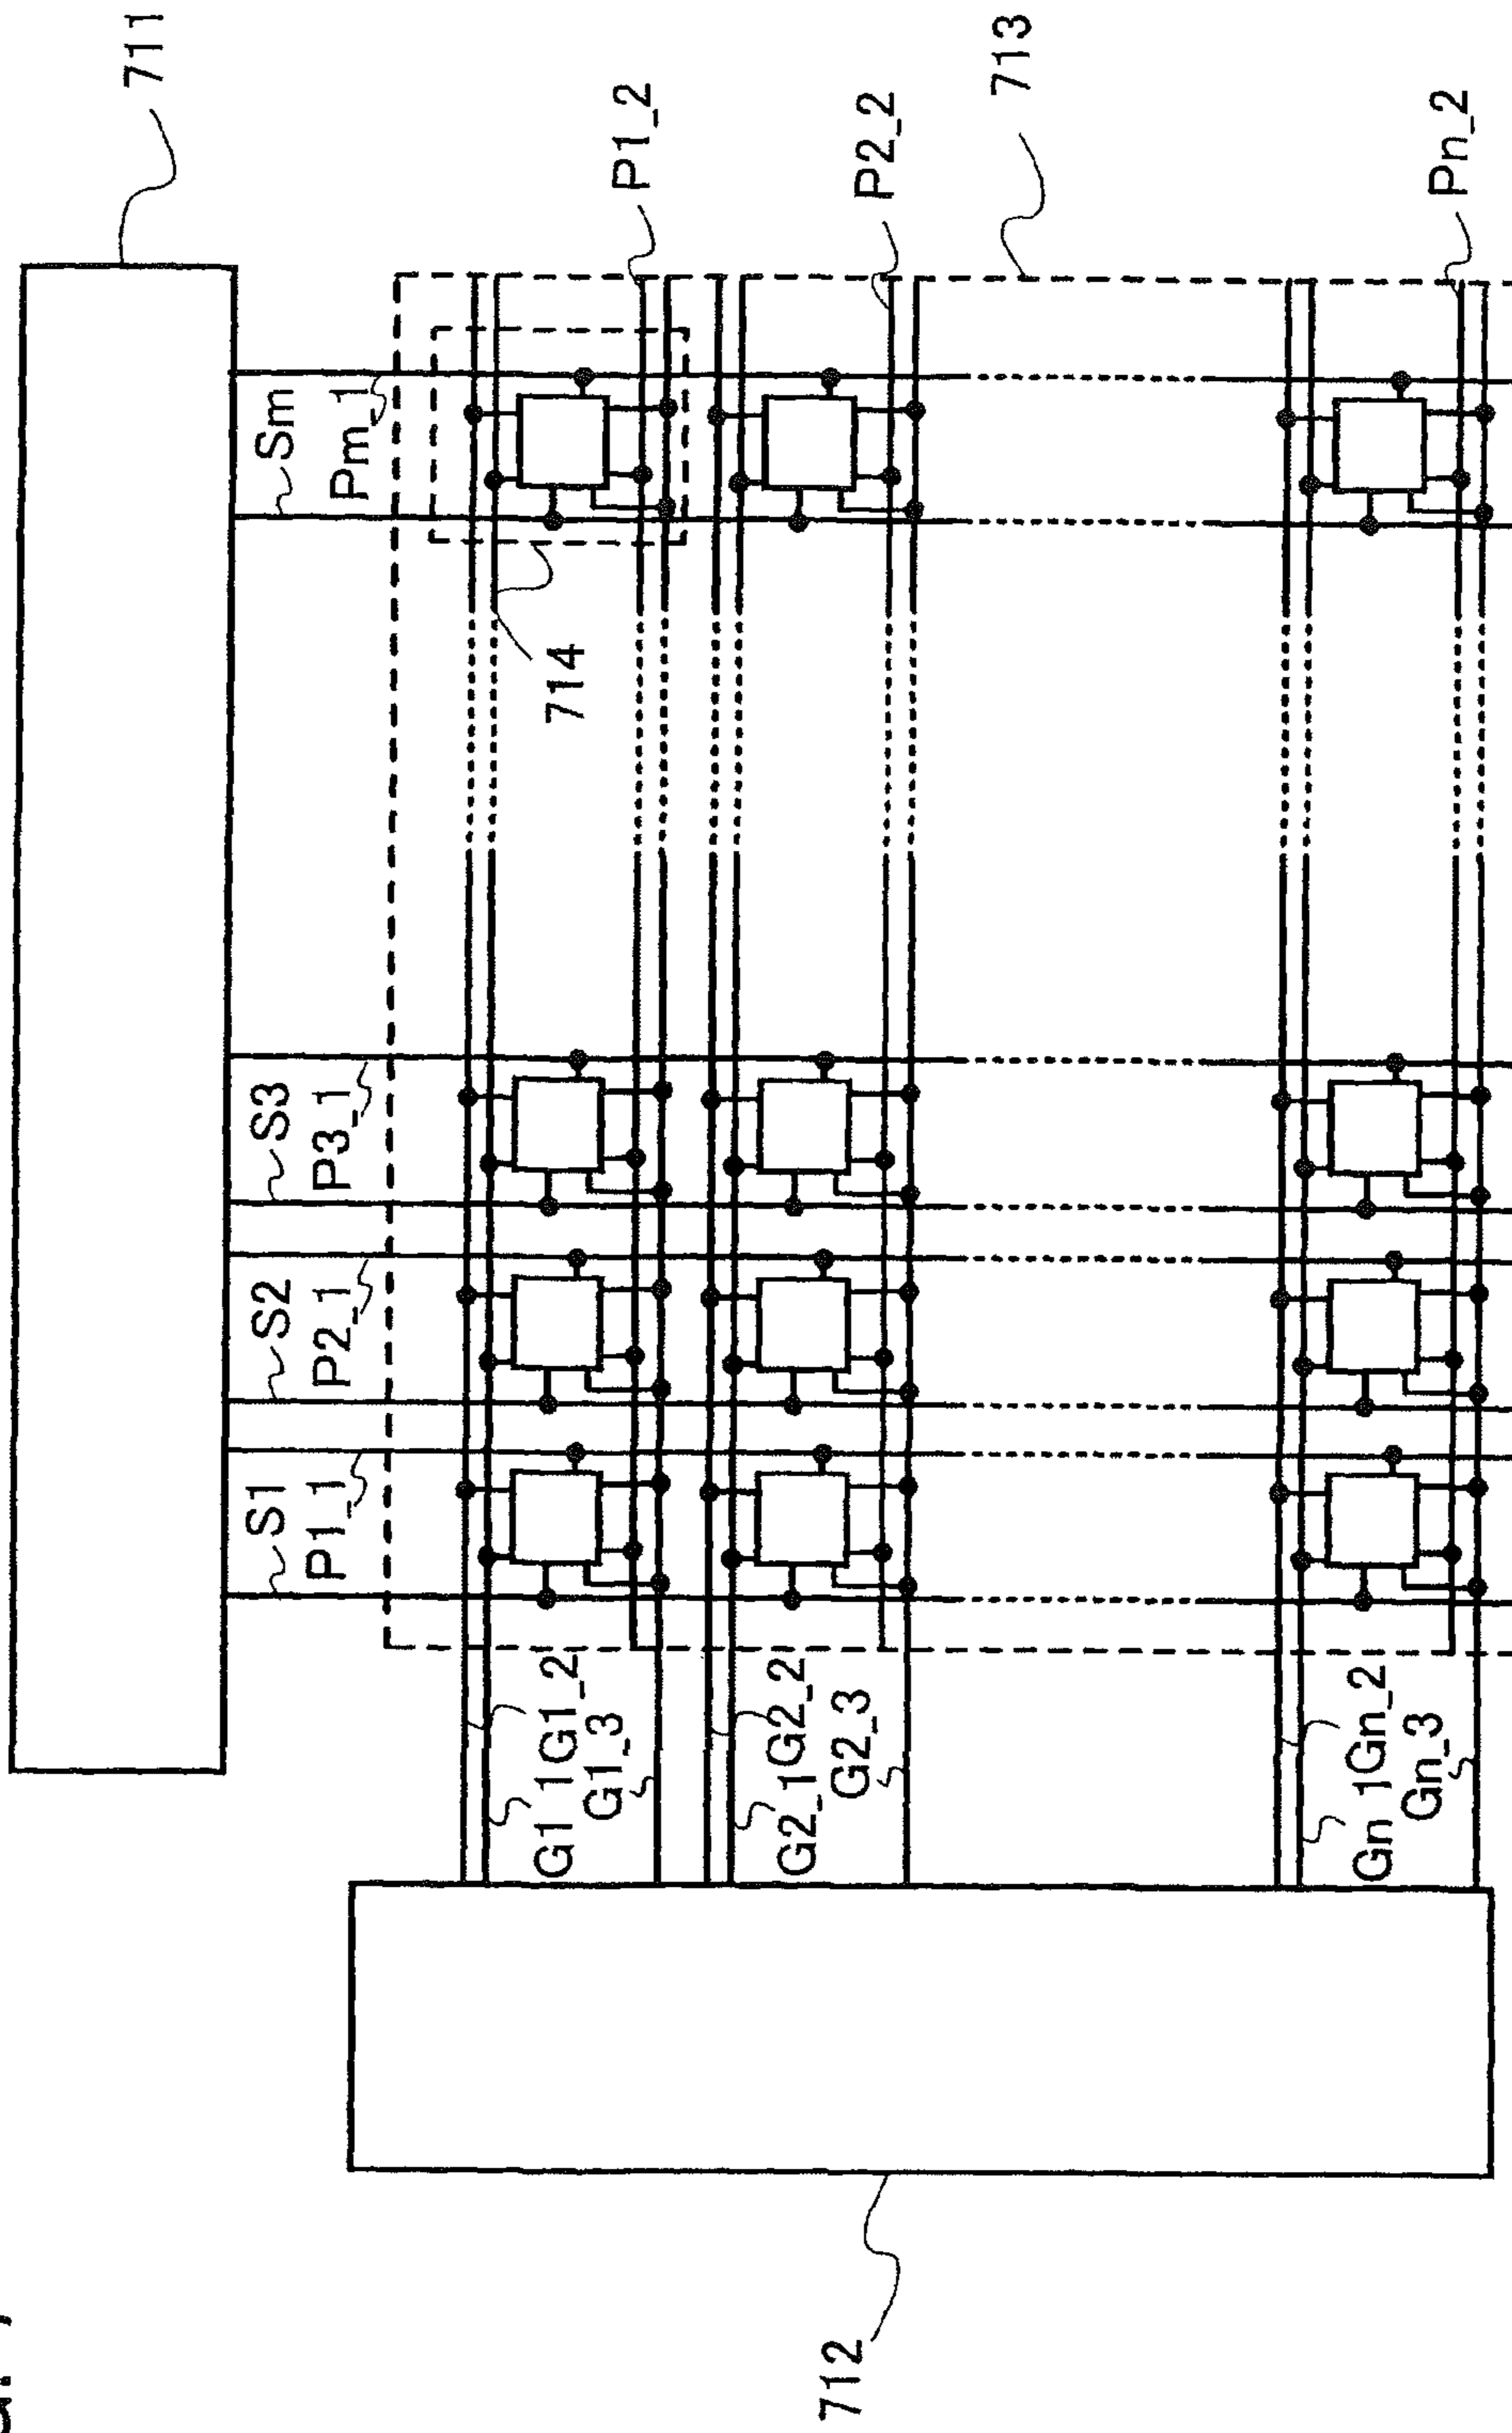 711
S1
P1_1
S2
P2_1
S3
P3_1
Sm
Pm_1
G1_1
G1_2
G1_3
714
P1_2
G2_1
G2_2
G2_3
P2_2
712
713
Gn_1
Gn_2
Gn_3
Pn_2